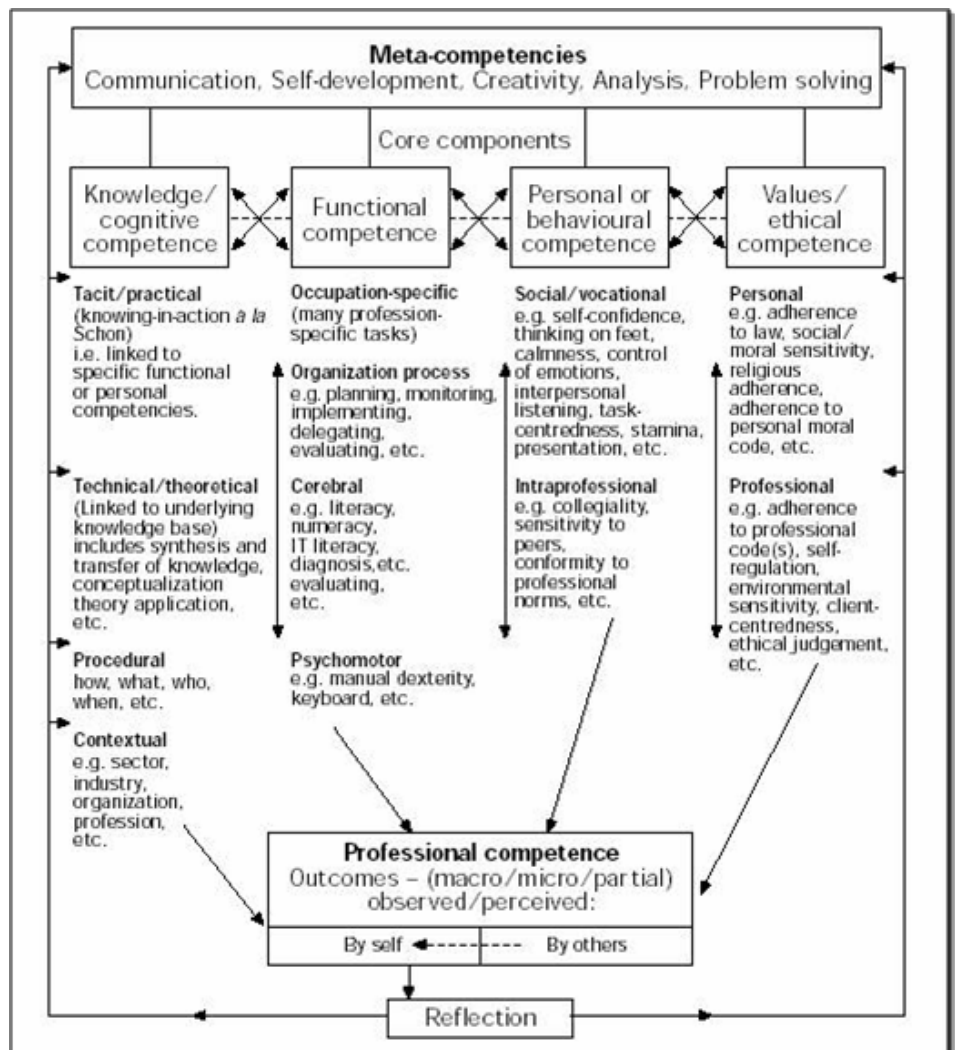 Meta-competencies
Communication, Self-development, Creativity, Analysis, Problem solving
Core components
Knowledge/
cognitive
competence
Functional
competence
Personal or
behavioural
competence
Values/
ethical
competence
Tacit/practical
(knowing-in-action à la
Schon)
i.e. linked to
specific functional
or personal
competencies.
Technical/theoretical
(Linked to underlying
knowledge base)
includes synthesis and
transfer of knowledge,
conceptualization
theory application,
etc.
Procedural
how, what, who,
when, etc.
Contextual
e.g. sector,
industry,
organization,
profession,
etc.
Occupation-specific
(many profession-
specific tasks)
Organization process
e.g. planning, monitoring,
implementing,
delegating,
evaluating, etc.
Cerebral
e.g. literacy,
numeracy,
IT literacy,
diagnosis,etc.
evaluating,
etc.
Psychomotor
e.g. manual dexterity,
keyboard, etc.
Social/vocational
e.g. self-confidence,
thinking on feet,
calmness, control
of emotions,
interpersonal
listening, task-
centredness, stamina,
presentation, etc.
Intraprofessional
e.g. collegiality,
sensitivity to
peers,
conformity to
professional
norms, etc.
Personal
e.g. adherence
to law, social/
moral sensitivity,
religious
adherence,
adherence to
personal moral
code, etc.
Professional
e.g. adherence
to professional
code(s), self-
regulation,
environmental
sensitivity, client-
centredness,
ethical judgement,
etc.
Professional competence
Outcomes – (macro/micro/partial)
observed/perceived:
By self
By others
Reflection